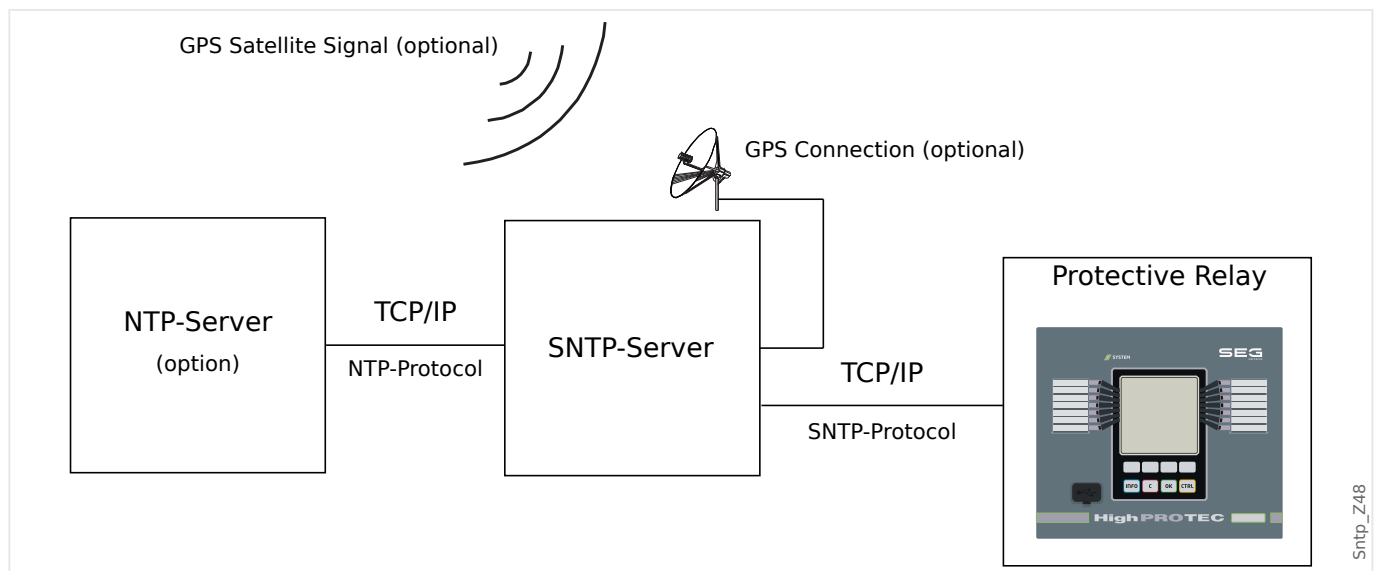 GPS Satellite Signal (optional)
GPS Connection (optional)
NTP-Server
(option)
TCP/IP
NTP-Protocol
SNTP-Server
TCP/IP
SNTP-Protocol
Protective Relay
SYSTEM
SEG
INFO
C
OK
CTRL
HighPROTEC
Sntp_Z48